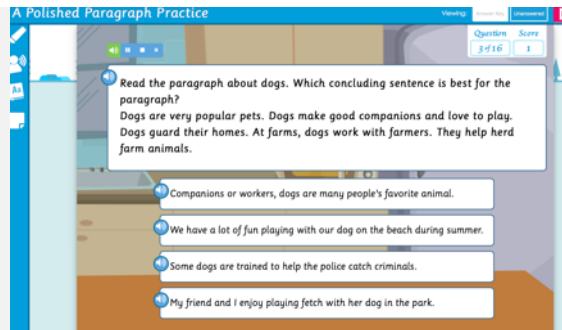 A Polished Paragraph Practice
Viewing:
Answer Key
Unanswered
Question
Score
3 of 16
1
Read the paragraph about dogs. Which concluding sentence is best for the
paragraph?
Dogs are very popular pets. Dogs make good companions and love to play.
Dogs guard their homes. At farms, dogs work with farmers. They help herd
farm animals.
Aa
Companions or workers, dogs are many people's favorite animal.
We have a lot of fun playing with our dog on the beach during summer.
Some dogs are trained to help the police catch criminals.
My friend and I enjoy playing fetch with her dog in the park.